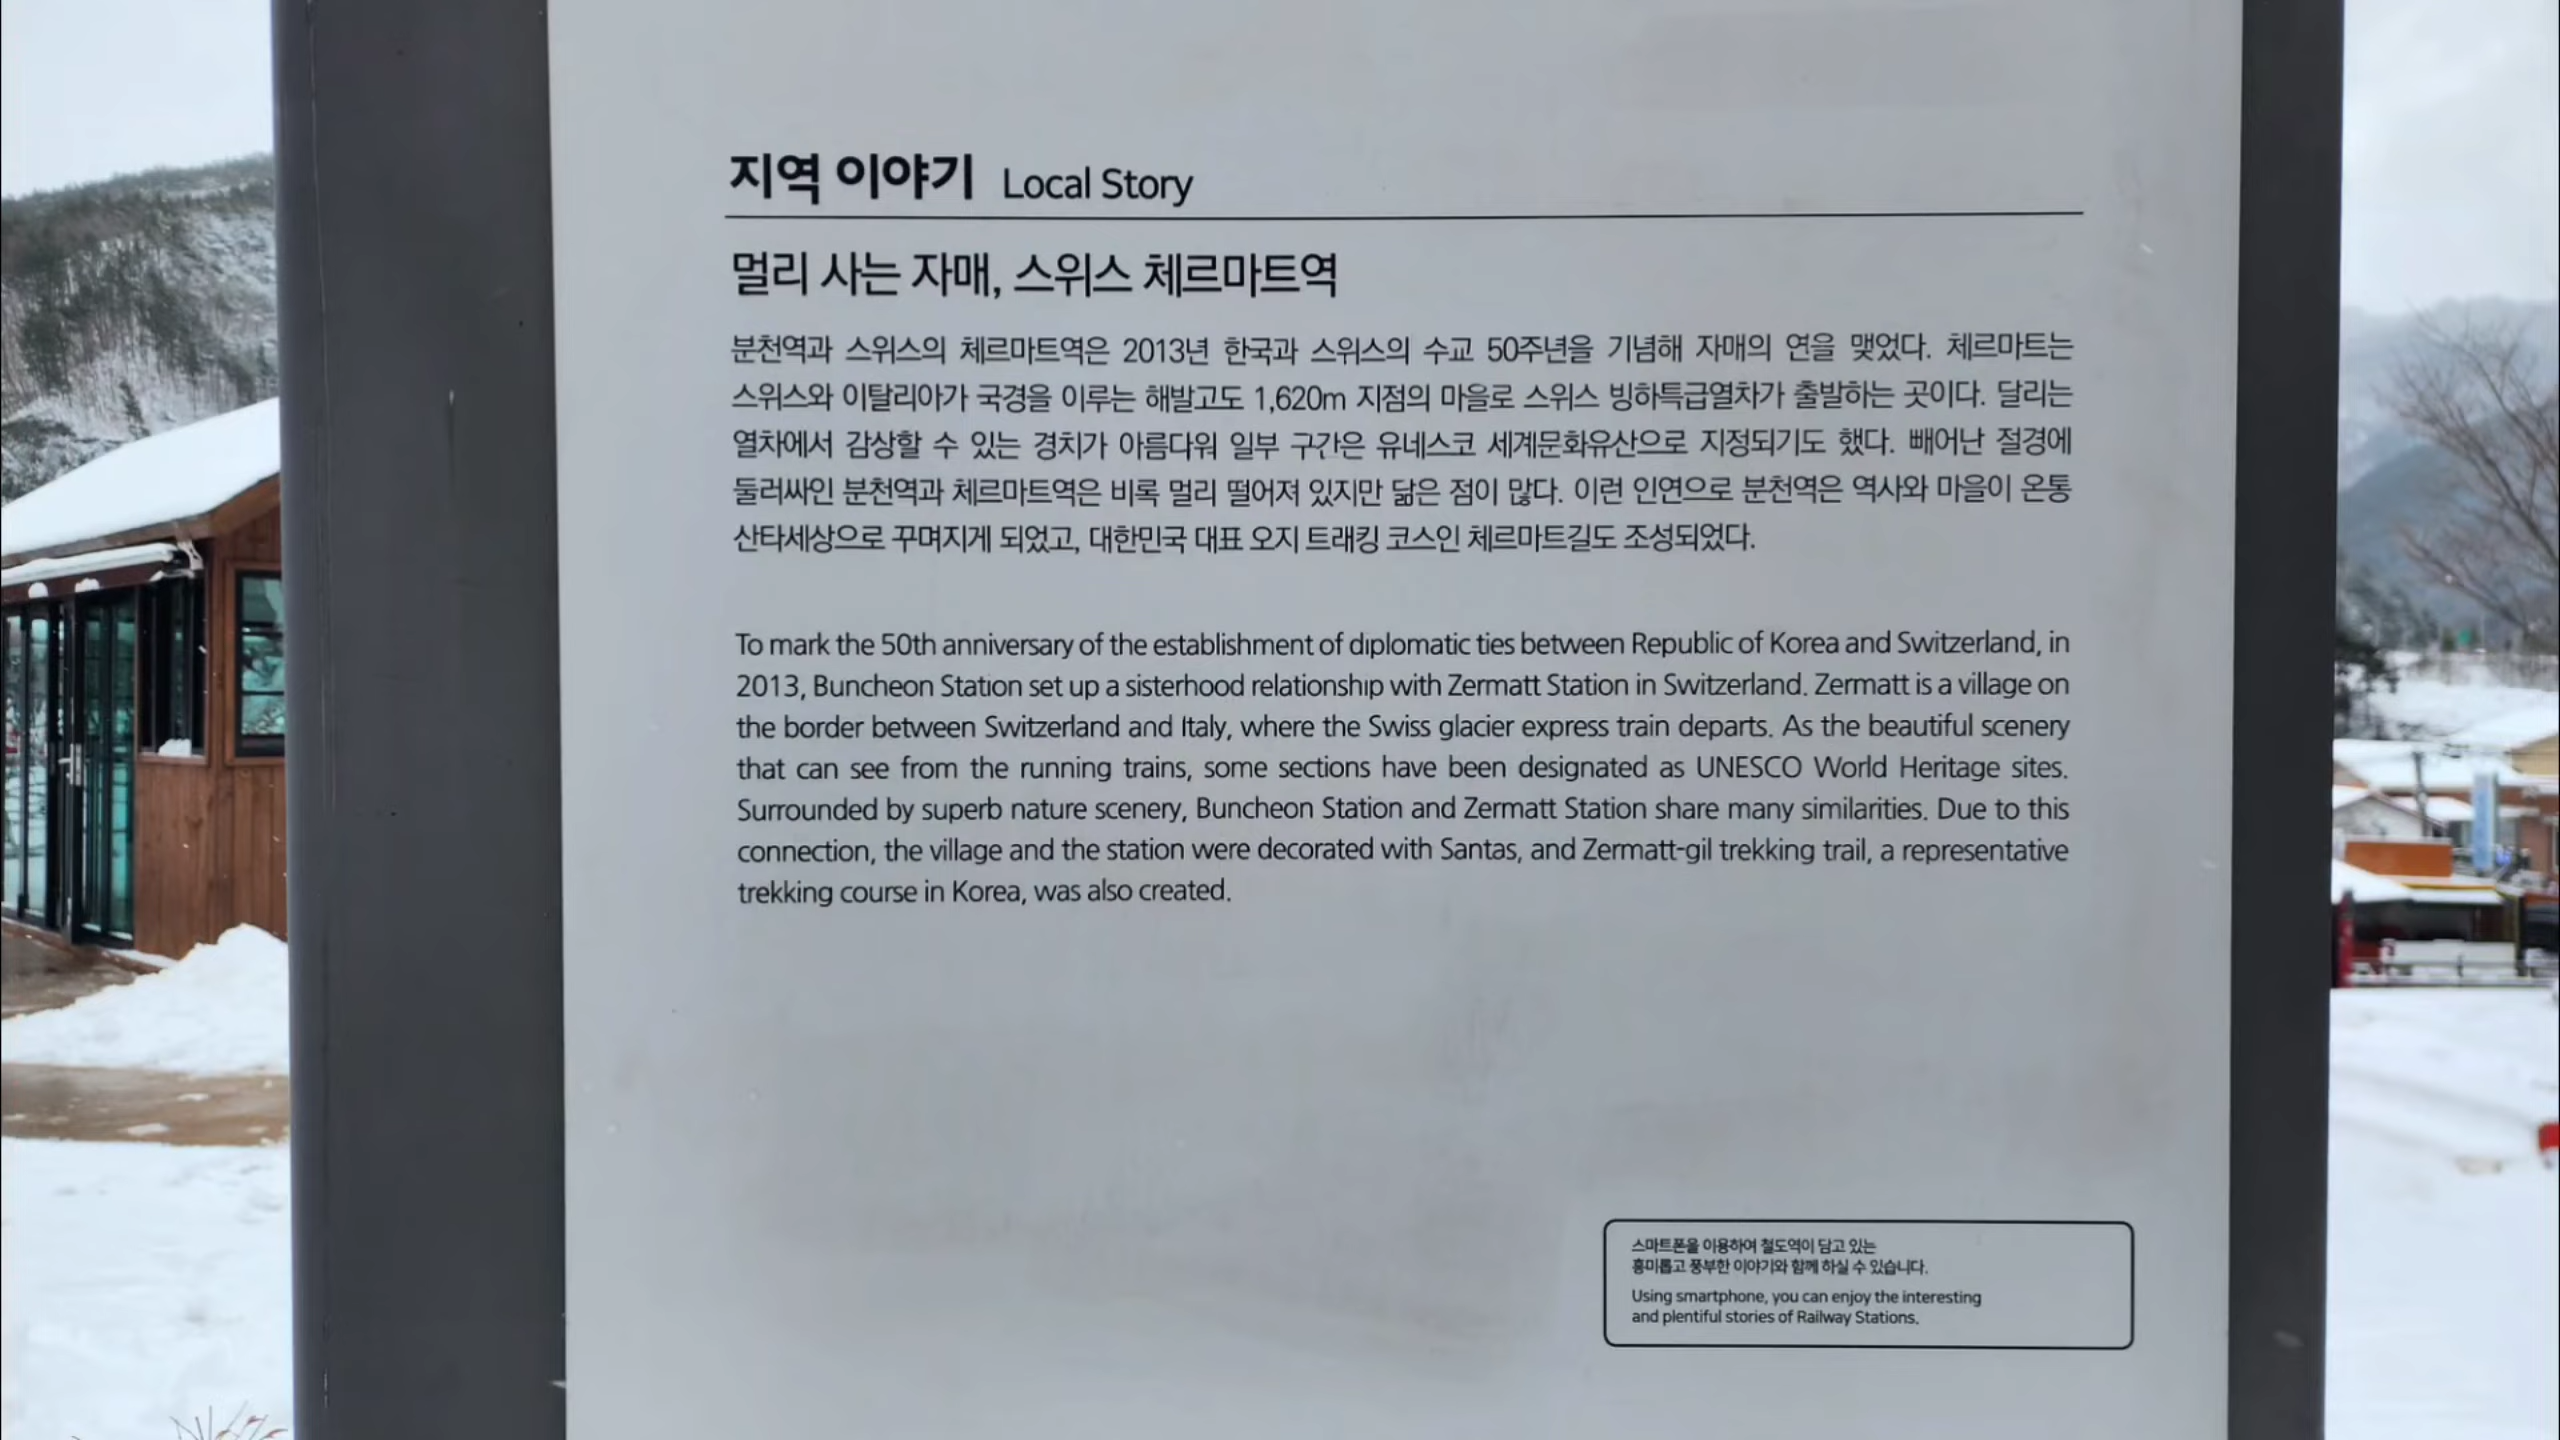 지역 이야기 Local Story
멀리 사는 자매, 스위스 체르마트역
분천역과 스위스의 체르마트역은 2013년 한국과 스위스의 수교 50주년을 기념해 자매의 연을 맺었다. 체르마트는
스위스와 이탈리아가 국경을 이루는 해발고도 1,620m 지점의 마을로 스위스 빙하특급열차가 출발하는 곳이다. 달리는
열차에서 감상할 수 있는 경치가 아름다워 일부 구간은 유네스코 세계문화유산으로 지정되기도 했다. 빼어난 절경에
둘러싸인 분천역과 체르마트역은 비록 멀리 떨어져 있지만 닮은 점이 많다. 이런 인연으로 분천역은 역사와 마을이 온통
산타세상으로 꾸며지게 되었고, 대한민국 대표 오지 트래킹 코스인 체르마트길도 조성되었다.
To mark the 50th anniversary of the establishment of diplomatic ties between Republic of Korea and Switzerland, in
2013, Buncheon Station set up a sisterhood relationship with Zermatt Station in Switzerland. Zermatt is a village on
the border between Switzerland and Italy, where the Swiss glacier express train departs. As the beautiful scenery
that can see from the running trains, some sections have been designated as UNESCO World Heritage sites.
Surrounded by superb nature scenery, Buncheon Station and Zermatt Station share many similarities. Due to this
connection, the village and the station were decorated with Santas, and Zermatt-gil trekking trail, a representative
trekking course in Korea, was also created.
스마트폰을 이용하여 철도역이 담고 있는
흥미롭고 풍부한 이야기와 함께 하실 수 있습니다.
Using smartphone, you can enjoy the interesting
and plentiful stories of Railway Stations.